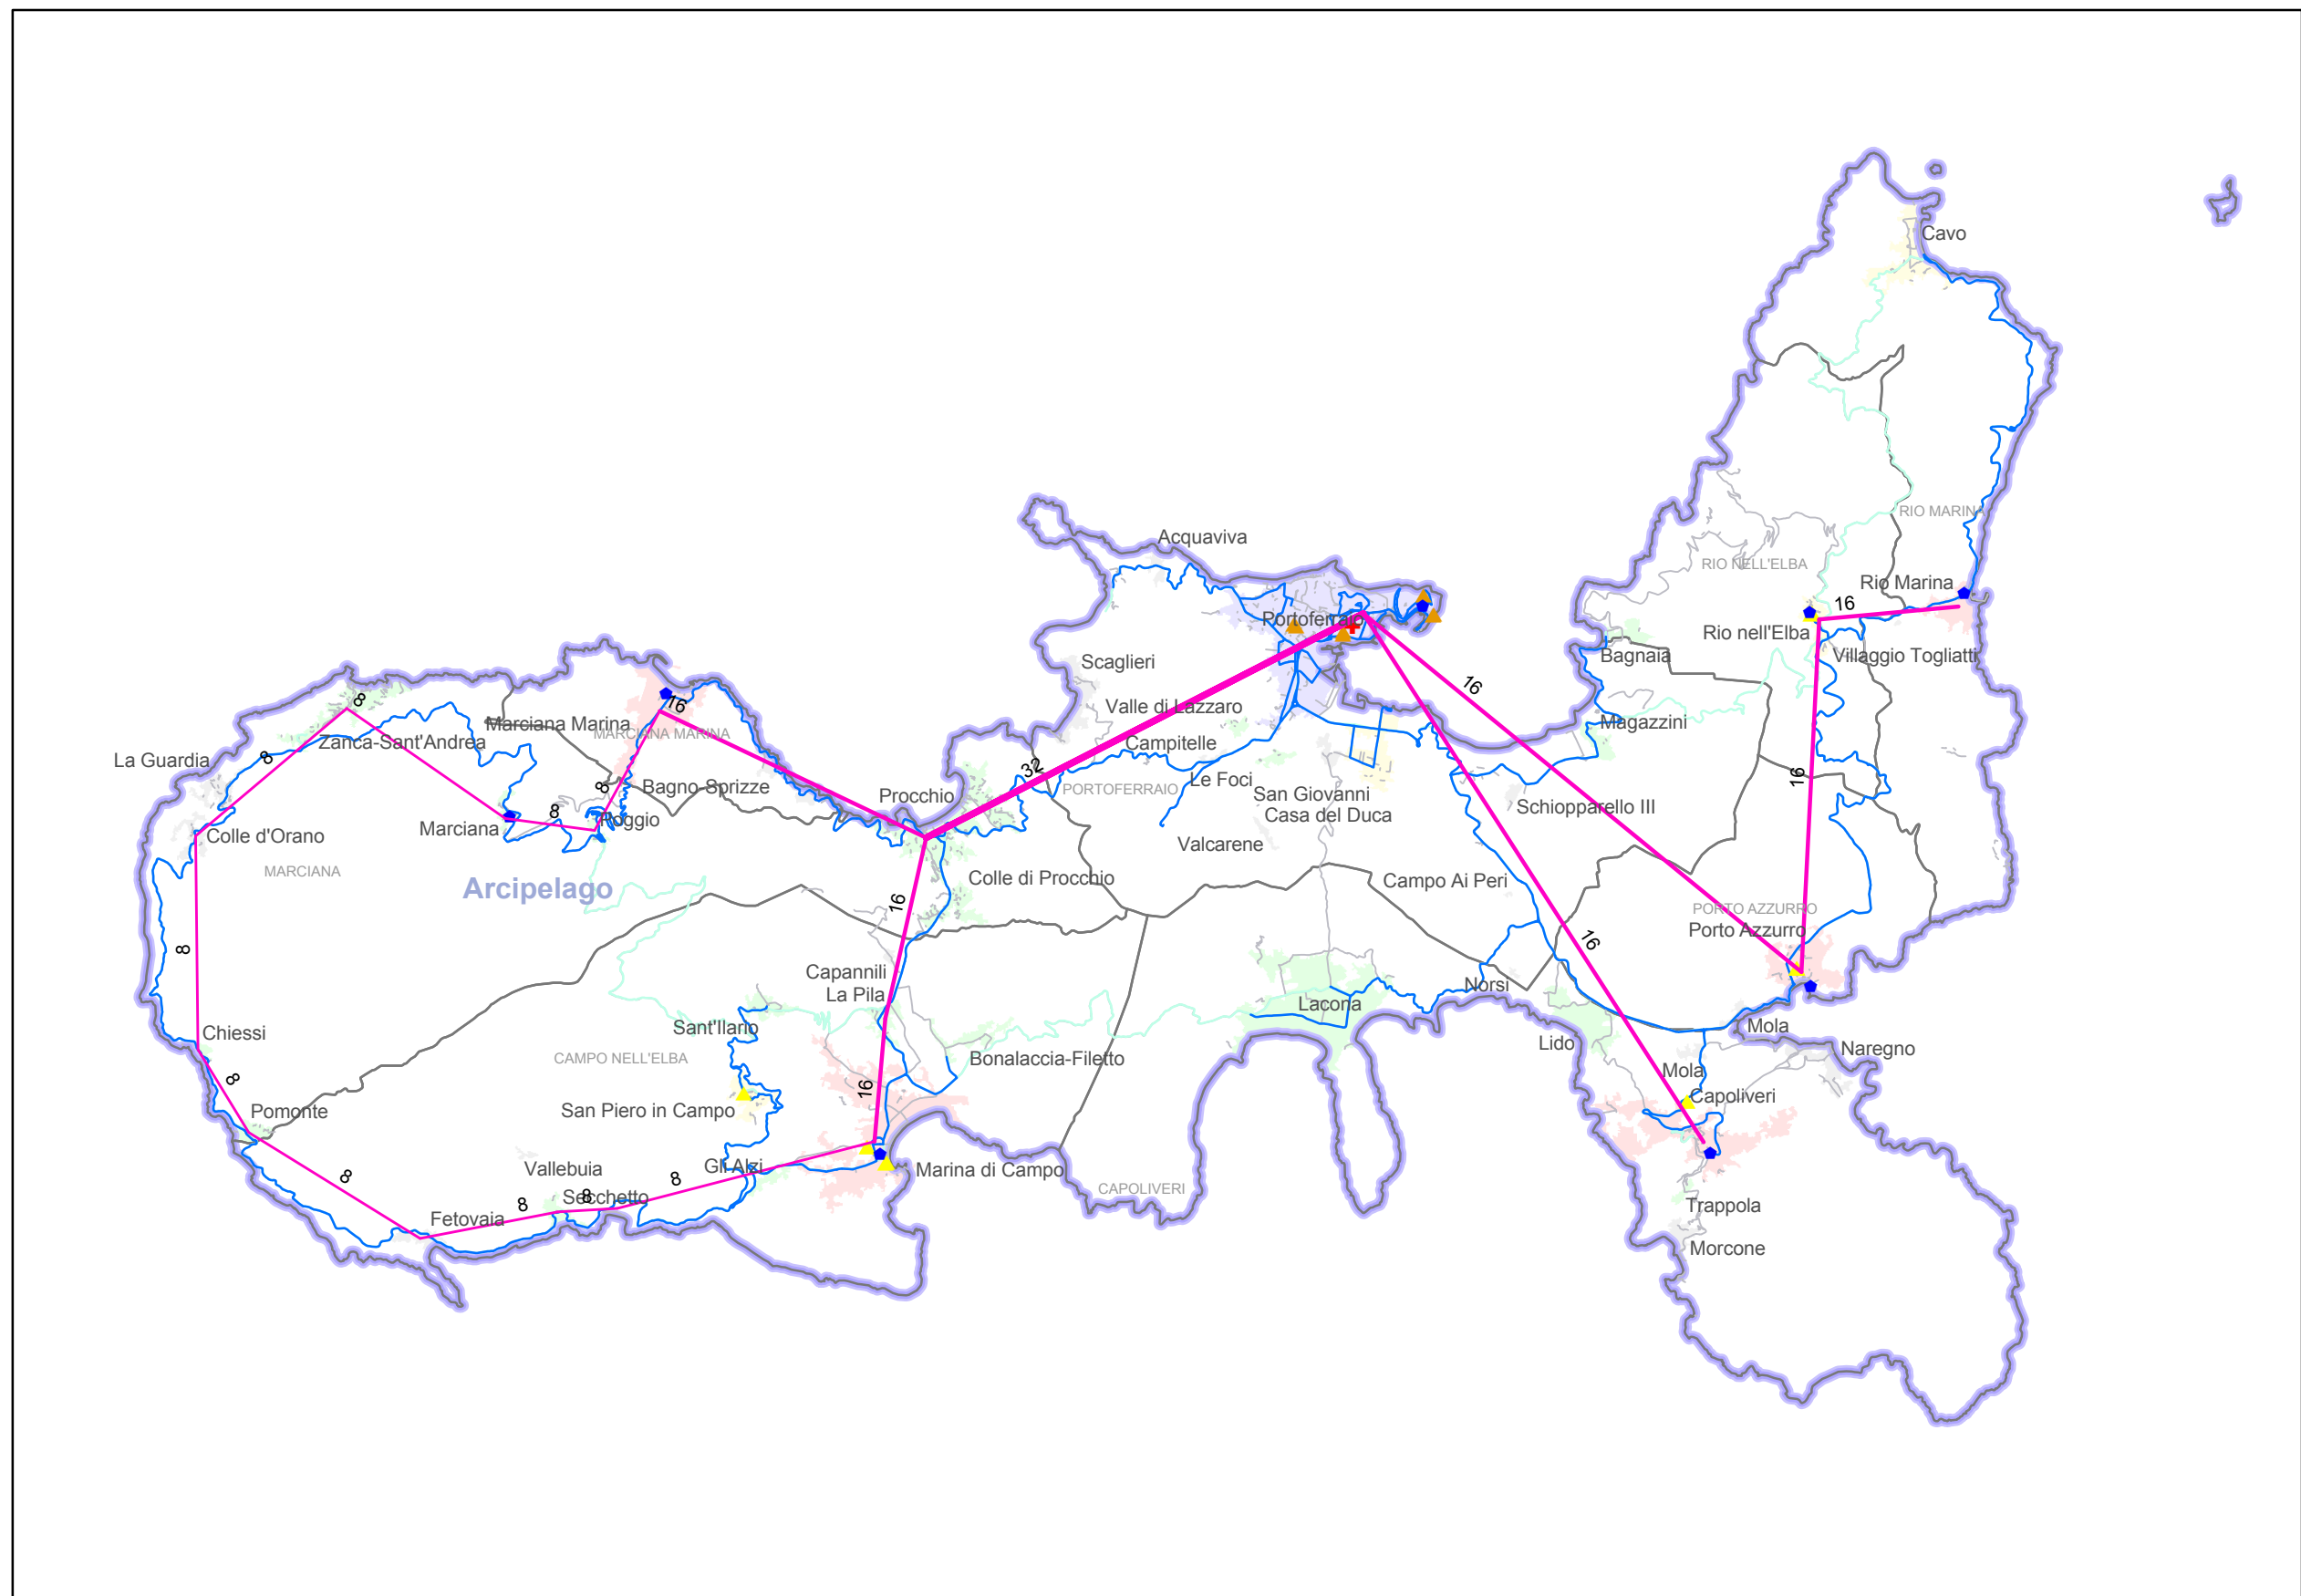 Cavo
Acquaviva
RIO MARINA
RIO NELL'ELBA
Rio Marina
16
Portoferraio
Rio nell'Elba
Bagnaia
Villaggio Togliatti
Scaglieri
16
8
16
Valle di Lazzaro
Marciana Marina
MARCIANA MARINA
Magazzini
Zanca-Sant'Andrea
Campitelle
La Guardia
8
32
16
Bagno-Sprizze
8
PORTOFERRAIO
Le Foci
Procchio
San Giovanni
Schiopparello III
8
Casa del Duca
Poggio
Marciana
Colle d'Orano
Valcarene
MARCIANA
Colle di Procchio
Campo Ai Peri
Arcipelago
16
PORTO AZZURRO
Porto Azzurro
16
8
Capannili
Norsi
La Pila
Lacona
Sant'Ilario
Mola
Chiessi
Lido
Naregno
CAMPO NELL'ELBA
Bonalaccia-Filetto
Mola
8
16
Capoliveri
Pomonte
San Piero in Campo
Gli Alzi
Vallebuia
Marina di Campo
8
8
CAPOLIVERI
Secchetto
8
8
Trappola
Fetovaia
Morcone